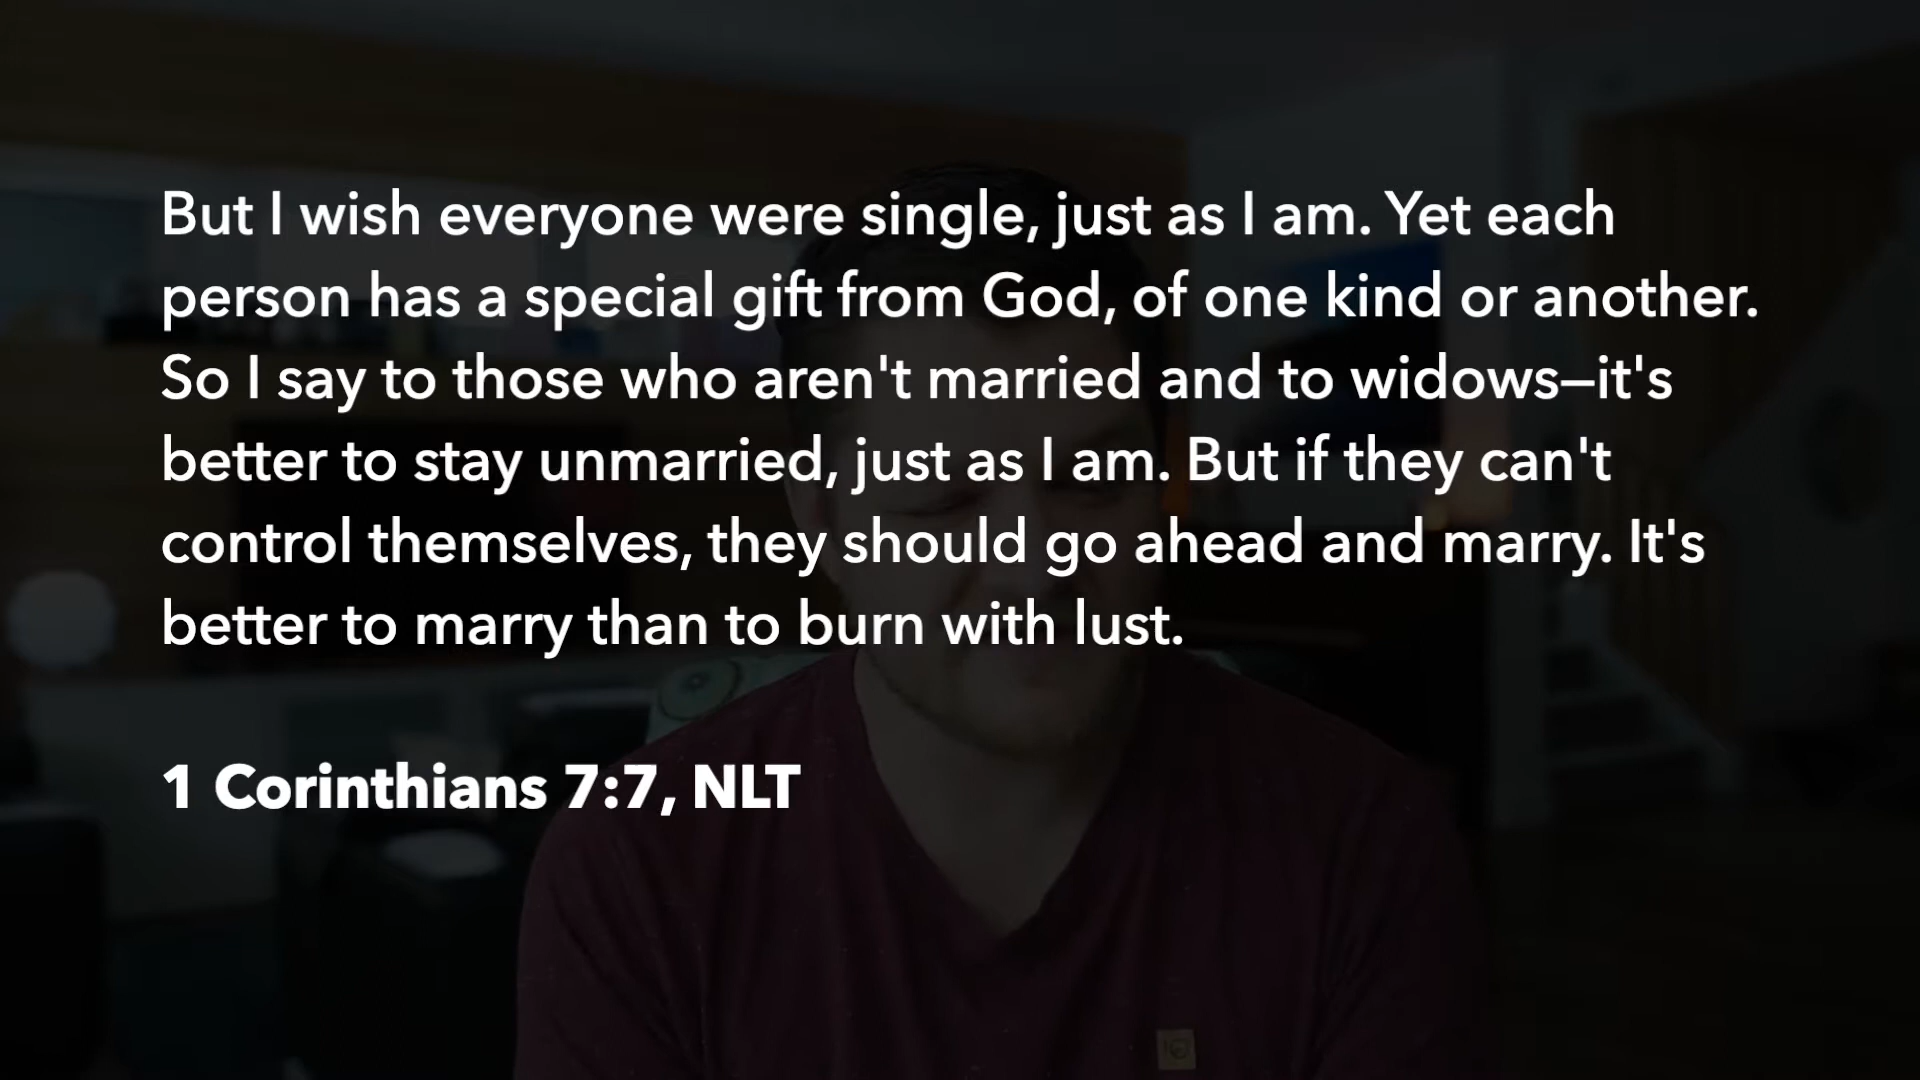 But I wish everyone were single, just as I am. Yet each
person has a special gift from God, of one kind or another.
So I say to those who aren't married and to widows—it's
better to stay unmarried, just as I am. But if they can't
control themselves, they should go ahead and marry. It's
better to marry than to burn with lust.
1 Corinthians 7:7, NLT